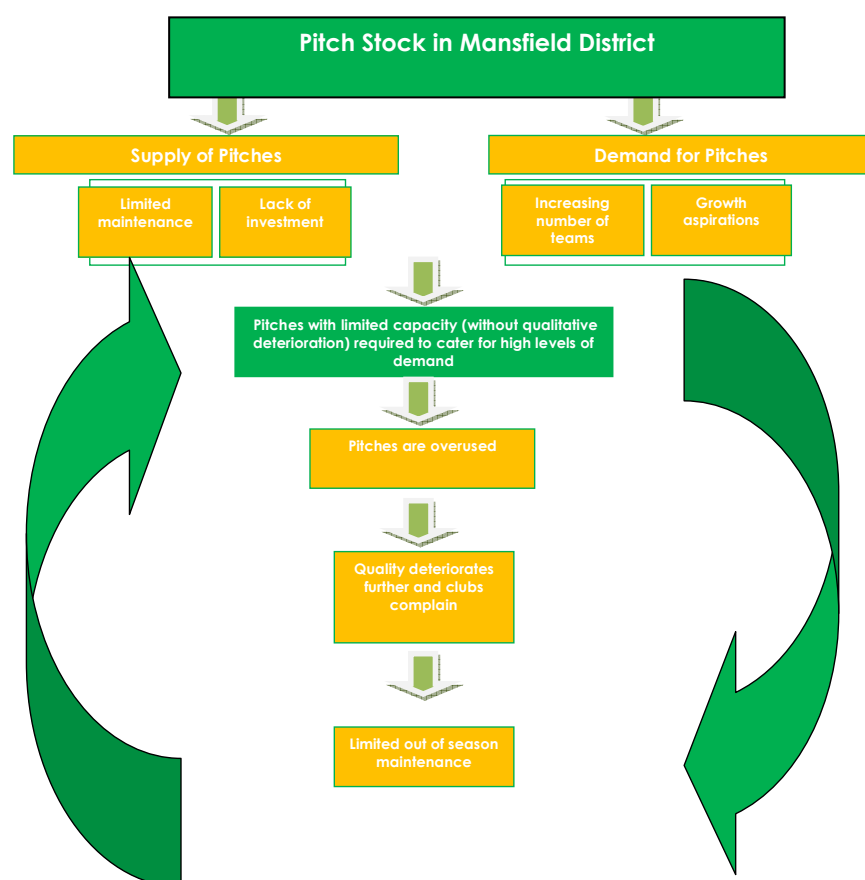 Pitch Stock in Mansfield District
Supply of Pitches
Demand for Pitches
Limited
maintenance
Lack of
investment
Increasing
number of
teams
Growth
aspirations
Pitches with limited capacity (without qualitative
deterioration) required to cater for high levels of
demand
Pitches are overused
Quality deteriorates
further and clubs
complain
Limited out of season
maintenance